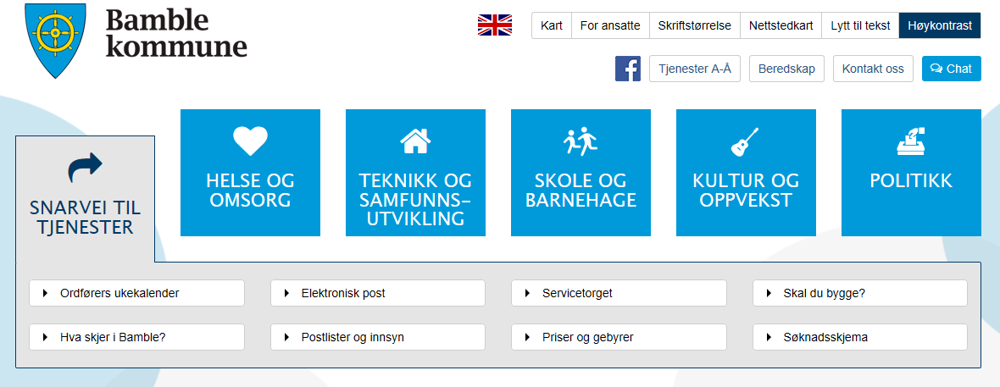 Bamble
kommune
Kart
For ansatte
Skriftstørrelse
Nettstedkart
Lytt til tekst
Høykontrast
Tjenester A-Å
Beredskap
Kontakt oss
Chat
SNARVEI TIL
TJENESTER
HELSE OG
OMSORG
TEKNIKK OG
SAMFUNNS-
UTVIKLING
SKOLE OG
BARNEHAGE
KULTUR OG
OPPVEKST
POLITIKK
Ordførers ukekalender
Elektronisk post
Servicetorget
Skal du bygge?
Hva skjer i Bamble?
Postlister og innsyn
Priser og gebyrer
Søknadsskjema